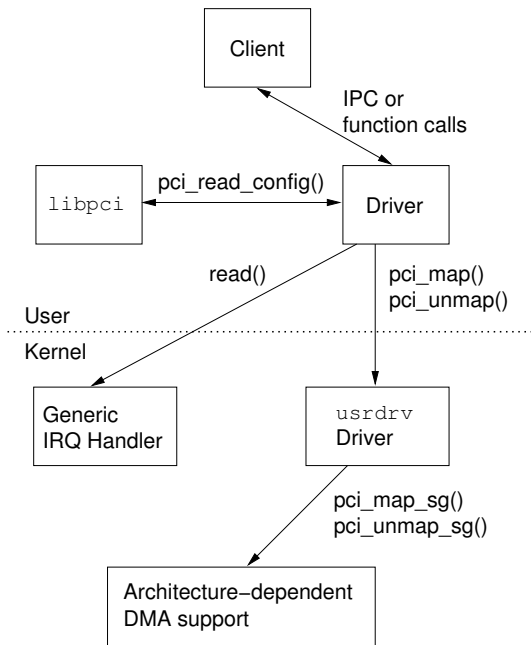 Client
IPC or
function calls
pci_read_config()
libpci
Driver
read()
pci_map()
pci_unmap()
User
Kernel
Generic
IRQ Handler
usrdrv
Driver
pci_map_sg()
pci_unmap_sg()
Architecture−dependent
DMA support